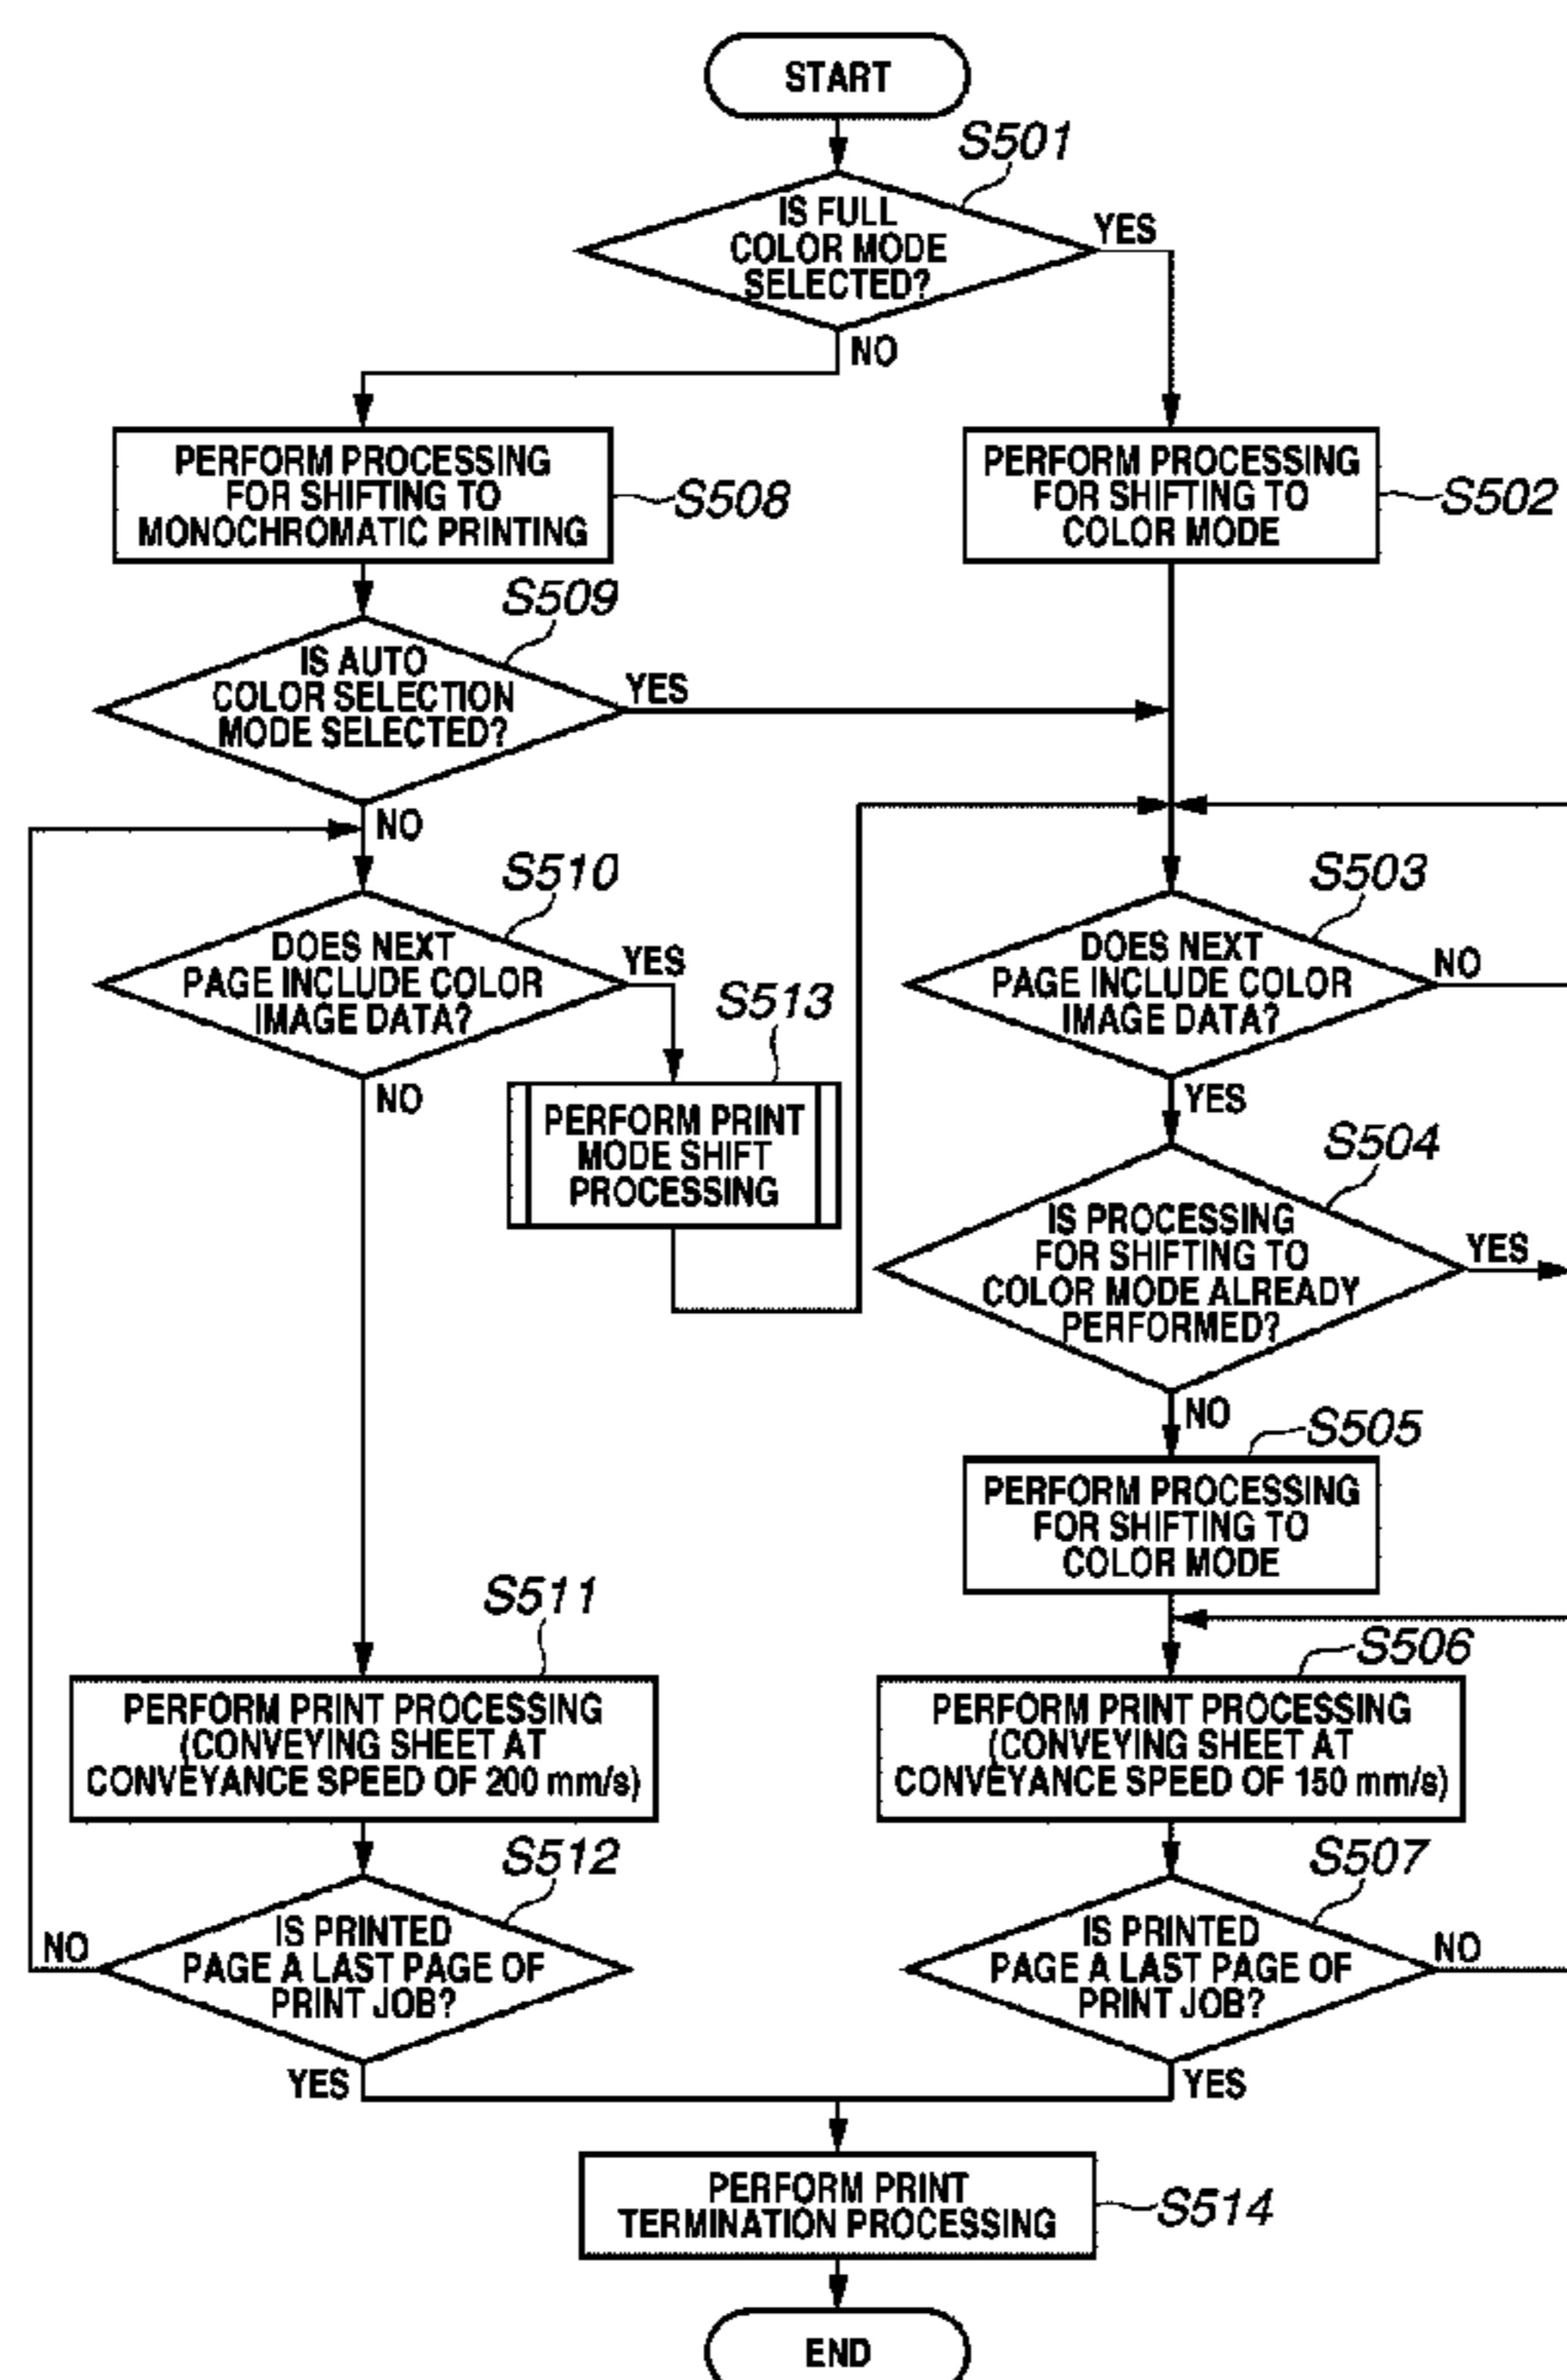 START
S501
IS FULL
COLOR MODE
SELECTED?
YES
NO
PERFORM PROCESSING
FOR SHIFTING TO
MONOCHROMATIC PRINTING
S508
PERFORM PROCESSING
FOR SHIFTING TO
COLOR MODE
S502
S509
IS AUTO
COLOR SELECTION
MODE SELECTED?
YES
NO
S510
DOES NEXT
PAGE INCLUDE COLOR
IMAGE DATA?
YES
NO
S513
PERFORM PRINT
MODE SHIFT
PROCESSING
S503
DOES NEXT
PAGE INCLUDE COLOR
IMAGE DATA?
NO
YES
S504
IS PROCESSING
FOR SHIFTING TO
COLOR MODE ALREADY
PERFORMED?
YES
NO
S505
PERFORM PROCESSING
FOR SHIFTING TO
COLOR MODE
S511
PERFORM PRINT PROCESSING
(CONVEYING SHEET AT
CONVEYANCE SPEED OF 200 mm/s)
S506
PERFORM PRINT PROCESSING
(CONVEYING SHEET AT
CONVEYANCE SPEED OF 150 mm/s)
S512
IS PRINTED
PAGE A LAST PAGE OF
PRINT JOB?
NO
YES
S507
IS PRINTED
PAGE A LAST PAGE OF
PRINT JOB?
NO
YES
PERFORM PRINT
TERMINATION PROCESSING
S514
END